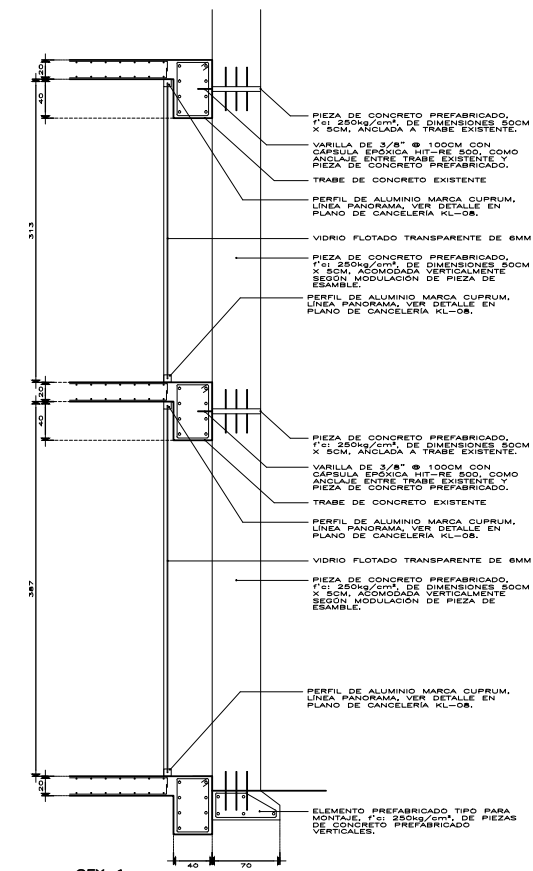 20
40
PIEZA DE CONCRETO PREFABRICADO,
f'c: 250kg/cm², DE DIMENSIONES 50CM
X 5CM, ANCLADA A TRABE EXISTENTE.
VARILLA DE 3/8" @ 100CM CON
CÁPSULA EPÓXICA HIT-RE 500, COMO
ANCLAJE ENTRE TRABE EXISTENTE Y
PIEZA DE CONCRETO PREFABRICADO.
TRABE DE CONCRETO EXISTENTE
PERFIL DE ALUMINIO MARCA CUPRUM,
LÍNEA PANORAMA, VER DETALLE EN
PLANO DE CANCELERÍA KL-08.
313
VIDRIO FLOTADO TRANSPARENTE DE 6MM
PIEZA DE CONCRETO PREFABRICADO,
f'c: 250kg/cm², DE DIMENSIONES 50CM
X 5CM, ACOMODADA VERTICALMENTE
SEGÚN MODULACIÓN DE PIEZA DE
ESAMBLE.
PERFIL DE ALUMINIO MARCA CUPRUM,
LÍNEA PANORAMA, VER DETALLE EN
PLANO DE CANCELERÍA KL-08.
20
40
PIEZA DE CONCRETO PREFABRICADO,
f'c: 250kg/cm², DE DIMENSIONES 50CM
X 5CM, ANCLADA A TRABE EXISTENTE.
VARILLA DE 3/8" @ 100CM CON
CÁPSULA EPÓXICA HIT-RE 500, COMO
ANCLAJE ENTRE TRABE EXISTENTE Y
PIEZA DE CONCRETO PREFABRICADO.
TRABE DE CONCRETO EXISTENTE
PERFIL DE ALUMINIO MARCA CUPRUM,
LÍNEA PANORAMA, VER DETALLE EN
PLANO DE CANCELERÍA KL-08.
VIDRIO FLOTADO TRANSPARENTE DE 6MM
387
PIEZA DE CONCRETO PREFABRICADO,
f'c: 250kg/cm², DE DIMENSIONES 50CM
X 5CM, ACOMODADA VERTICALMENTE
SEGÚN MODULACIÓN DE PIEZA DE
ESAMBLE.
PERFIL DE ALUMINIO MARCA CUPRUM,
LÍNEA PANORAMA, VER DETALLE EN
PLANO DE CANCELERÍA KL-08.
20
ELEMENTO PREFABRICADO TIPO PARA
MONTAJE, f'c: 250kg/cm², DE PIEZAS
DE CONCRETO PREFABRICADO
VERTICALES.
40
70